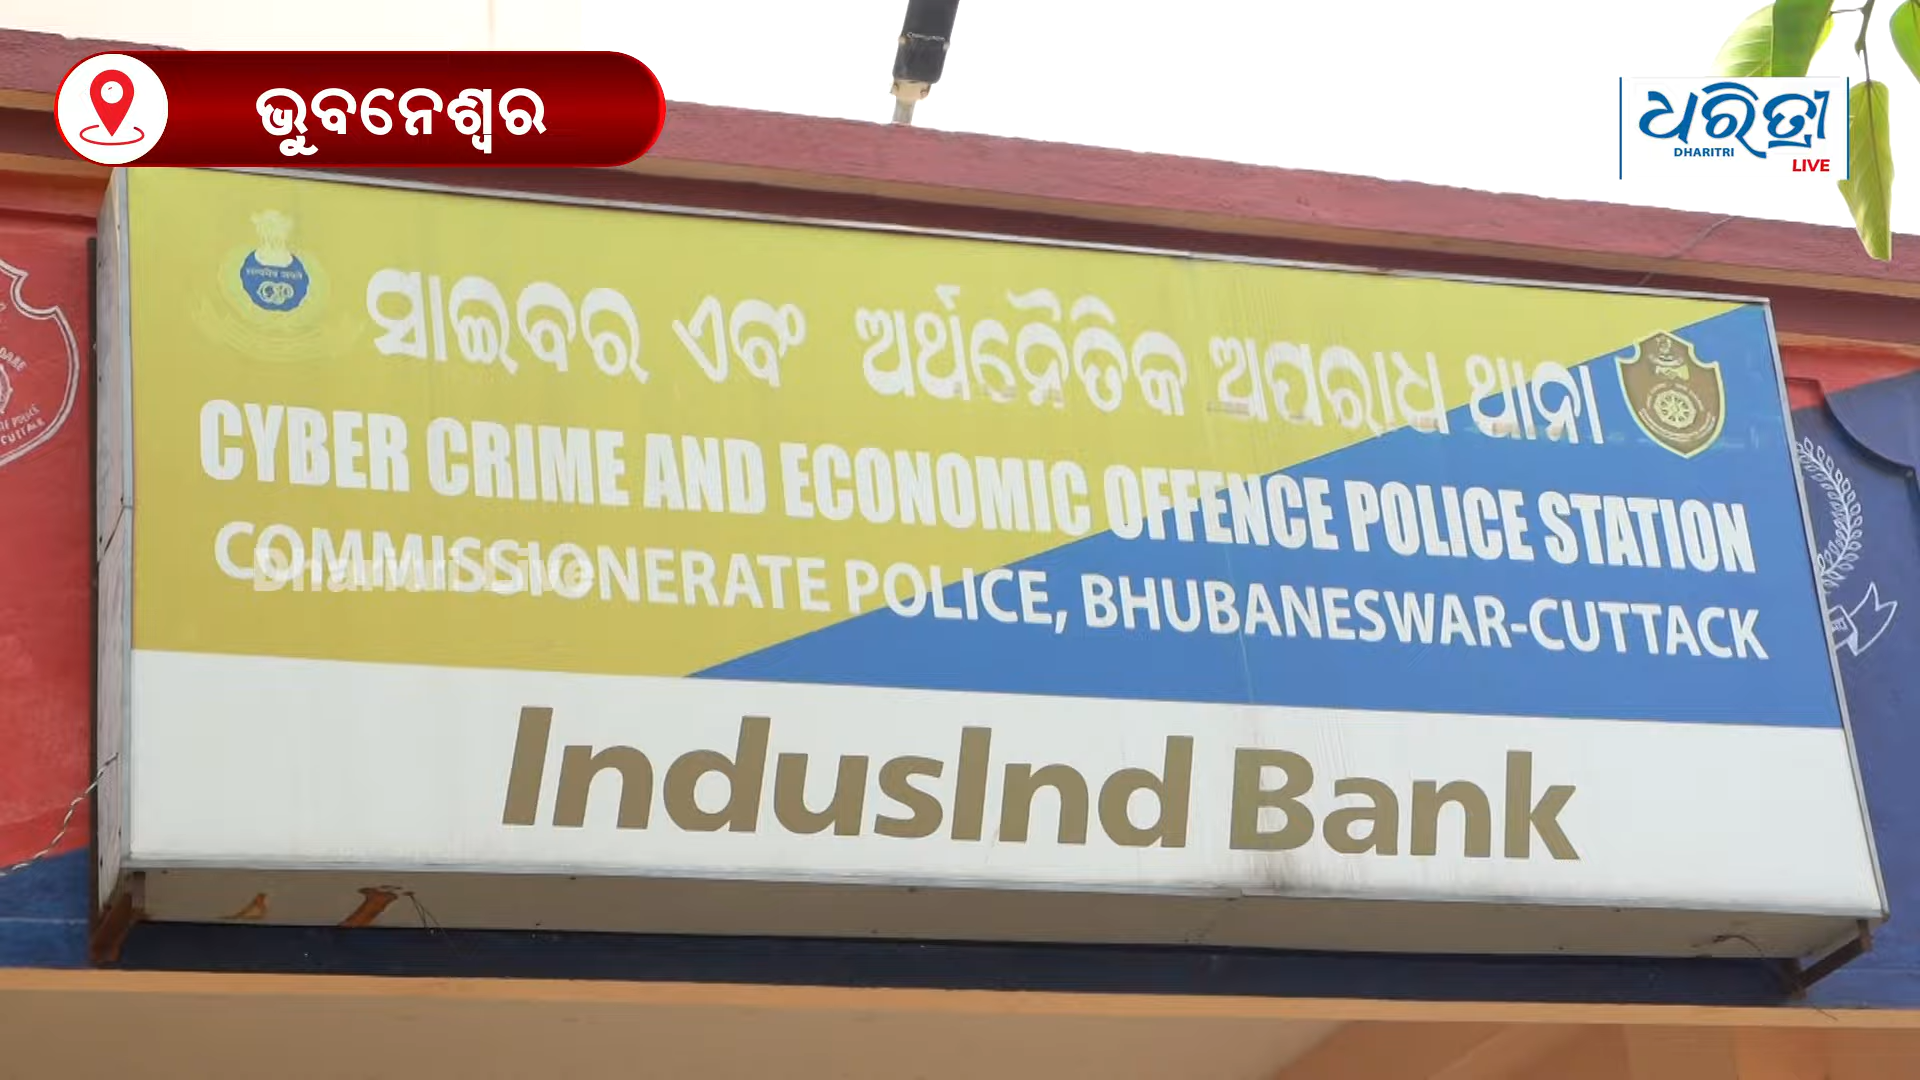 ଭୁବନେଶ୍ୱର
ଧରିତ୍ରୀ
DHARITRI
LIVE
ସାଇବର ଏବଂ ଅର୍ଥନୈତିକ ଅପରାଧ ଥାନା
CYBER CRIME AND ECONOMIC OFFENCE POLICE STATION
COMMISSIONERATE POLICE, BHUBANESWAR-CUTTACK
Dharitri Live
IndusInd Bank